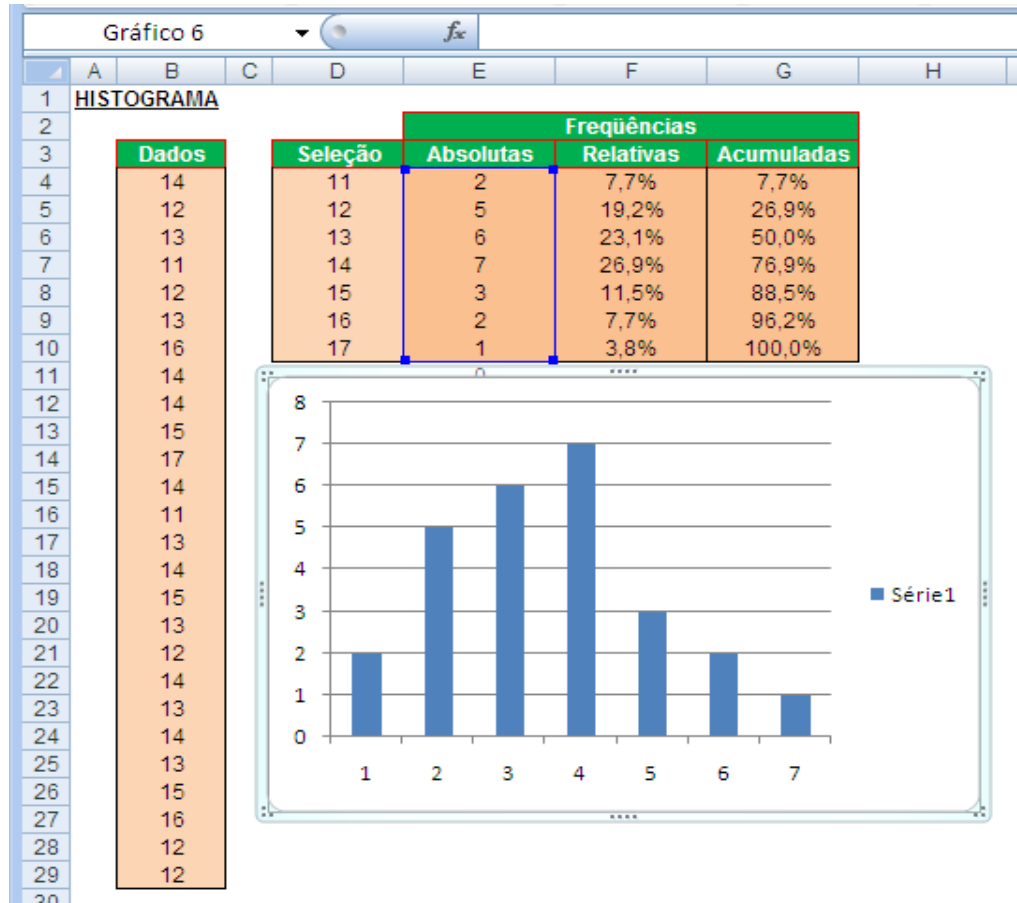 Gráfico 6 fx
A B C D E F G H
1 HISTOGRAMA
2 Freqüências
3 Dados Seleção Absolutas Relativas Acumuladas
4 14 11 2 7,7% 7,7%
5 12 12 5 19,2% 26,9%
6 13 13 6 23,1% 50,0%
7 11 14 7 26,9% 76,9%
8 12 15 3 11,5% 88,5%
9 13 16 2 7,7% 96,2%
10 16 17 1 3,8% 100,0%
11 14
12 14
13 15
14 17
15 14
16 11
17 13
18 14
19 15
20 13
21 12
22 14
23 13
24 14
25 13
26 15
27 16
28 12
29 12
30
8
7
6
5
4
3
2
1
0
1 2 3 4 5 6 7
Série1